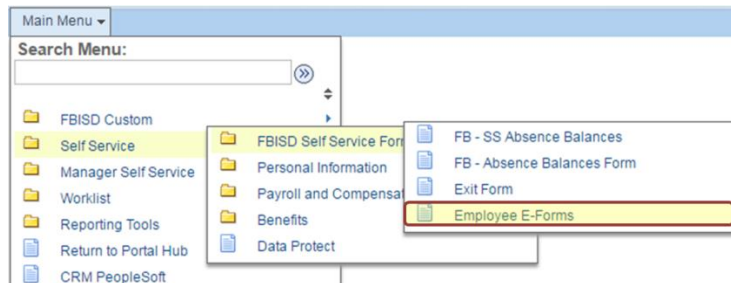 Main Menu
Search Menu:
FBISD Custom
Self Service
Manager Self Service
Worklist
Reporting Tools
Return to Portal Hub
CRM PeopleSoft
FBISD Self Service For
Personal Information
Payroll and Compensat
Benefits
Data Protect
FB - SS Absence Balances
FB - Absence Balances Form
Exit Form
Employee E-Forms